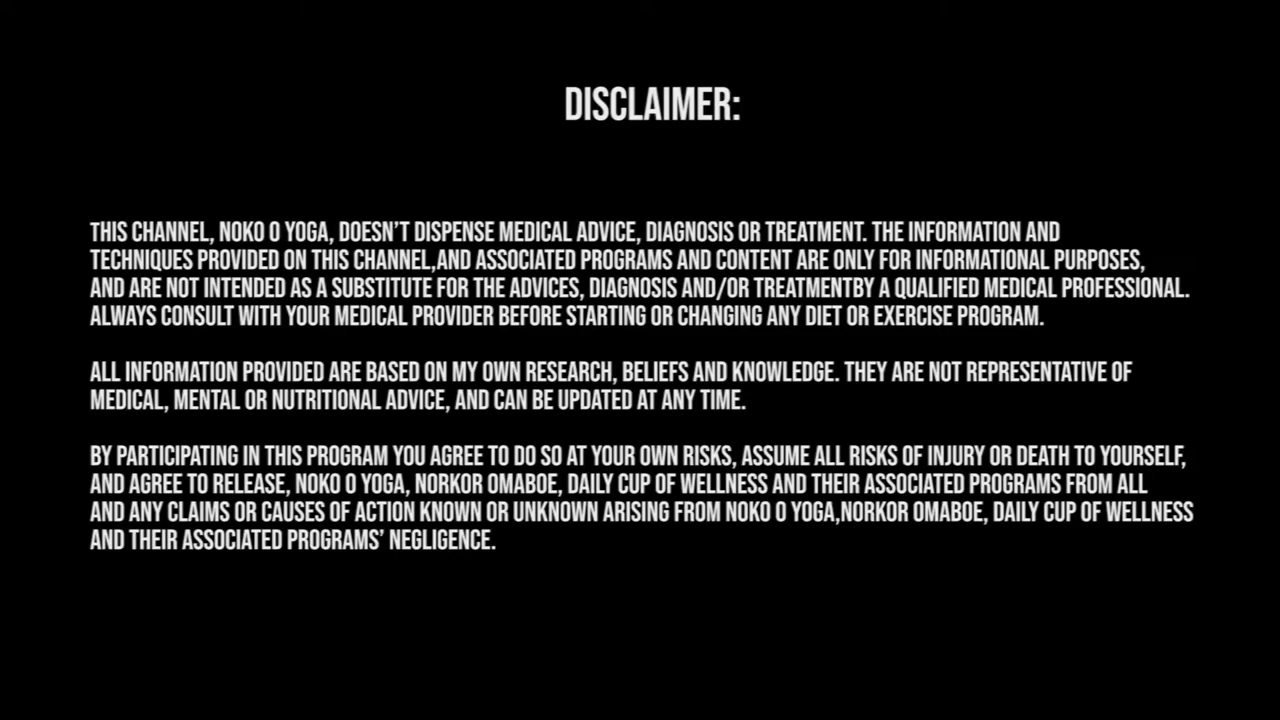 DISCLAIMER:
THIS CHANNEL, NOKO O YOGA, DOESN'T DISPENSE MEDICAL ADVICE, DIAGNOSIS OR TREATMENT. THE INFORMATION AND
TECHNIQUES PROVIDED ON THIS CHANNEL,AND ASSOCIATED PROGRAMS AND CONTENT ARE ONLY FOR INFORMATIONAL PURPOSES,
AND ARE NOT INTENDED AS A SUBSTITUTE FOR THE ADVICES, DIAGNOSIS AND/OR TREATMENTBY A QUALIFIED MEDICAL PROFESSIONAL.
ALWAYS CONSULT WITH YOUR MEDICAL PROVIDER BEFORE STARTING OR CHANGING ANY DIET OR EXERCISE PROGRAM.
ALL INFORMATION PROVIDED ARE BASED ON MY OWN RESEARCH, BELIEFS AND KNOWLEDGE. THEY ARE NOT REPRESENTATIVE OF
MEDICAL, MENTAL OR NUTRITIONAL ADVICE, AND CAN BE UPDATED AT ANY TIME.
BY PARTICIPATING IN THIS PROGRAM YOU AGREE TO DO SO AT YOUR OWN RISKS, ASSUME ALL RISKS OF INJURY OR DEATH TO YOURSELF,
AND AGREE TO RELEASE, NOKO O YOGA, NORKOR OMABOE, DAILY CUP OF WELLNESS AND THEIR ASSOCIATED PROGRAMS FROM ALL
AND ANY CLAIMS OR CAUSES OF ACTION KNOWN OR UNKNOWN ARISING FROM NOKO O YOGA,NORKOR OMABOE, DAILY CUP OF WELLNESS
AND THEIR ASSOCIATED PROGRAMS' NEGLIGENCE.